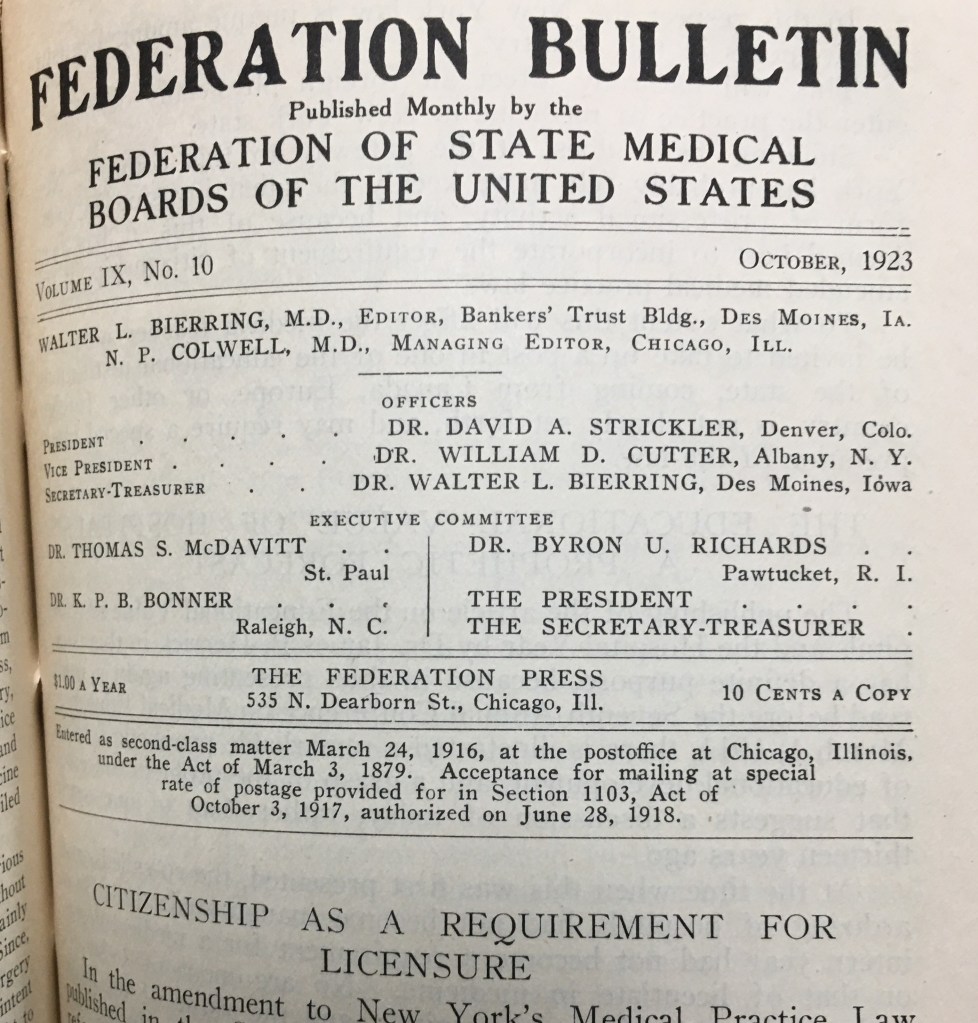 FEDERATION BULLETIN
Published Monthly by the
FEDERATION OF STATE MEDICAL
BOARDS OF THE UNITED STATES
VOLUME IX, No. 10 OCTOBER, 1923
WALTER L. BIERRING, M.D., EDITOR, Bankers' Trust Bldg., DES MOINES, IA.
N. P. COLWELL, M.D., MANAGING EDITOR, CHICAGO, ILL.
OFFICERS
PRESIDENT . . . . DR. DAVID A. STRICKLER, Denver, Colo.
VICE PRESIDENT . . . . DR. WILLIAM D. CUTTER, Albany, N. Y.
SECRETARY-TREASURER . . DR. WALTER L. BIERRING, Des Moines, Iowa
EXECUTIVE COMMITTEE
DR. THOMAS S. McDAVITT . .
St. Paul
DR. K. P. B. BONNER . . . .
Raleigh, N. C.
DR. BYRON U. RICHARDS . .
Pawtucket, R. I.
THE PRESIDENT . . . .
THE SECRETARY-TREASURER .
$1.00 A YEAR THE FEDERATION PRESS 10 CENTS A COPY
535 N. Dearborn St., Chicago, Ill.
Entered as second-class matter March 24, 1916, at the postoffice at Chicago, Illinois,
under the Act of March 3, 1879. Acceptance for mailing at special
rate of postage provided for in Section 1103, Act of
October 3, 1917, authorized on June 28, 1918.
CITIZENSHIP AS A REQUIREMENT FOR
LICENSURE
In the amendment to New York's Medical Practice Law
published in the